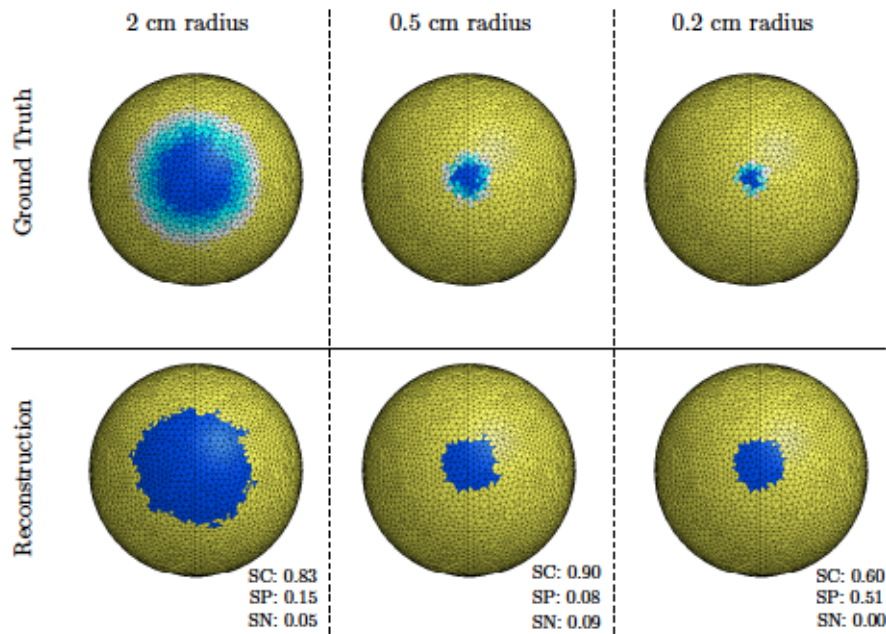 2 cm radius
0.5 cm radius
0.2 cm radius
Ground Truth
Reconstruction
SC: 0.83
SP: 0.15
SN: 0.05
SC: 0.90
SP: 0.08
SN: 0.09
SC: 0.60
SP: 0.51
SN: 0.00